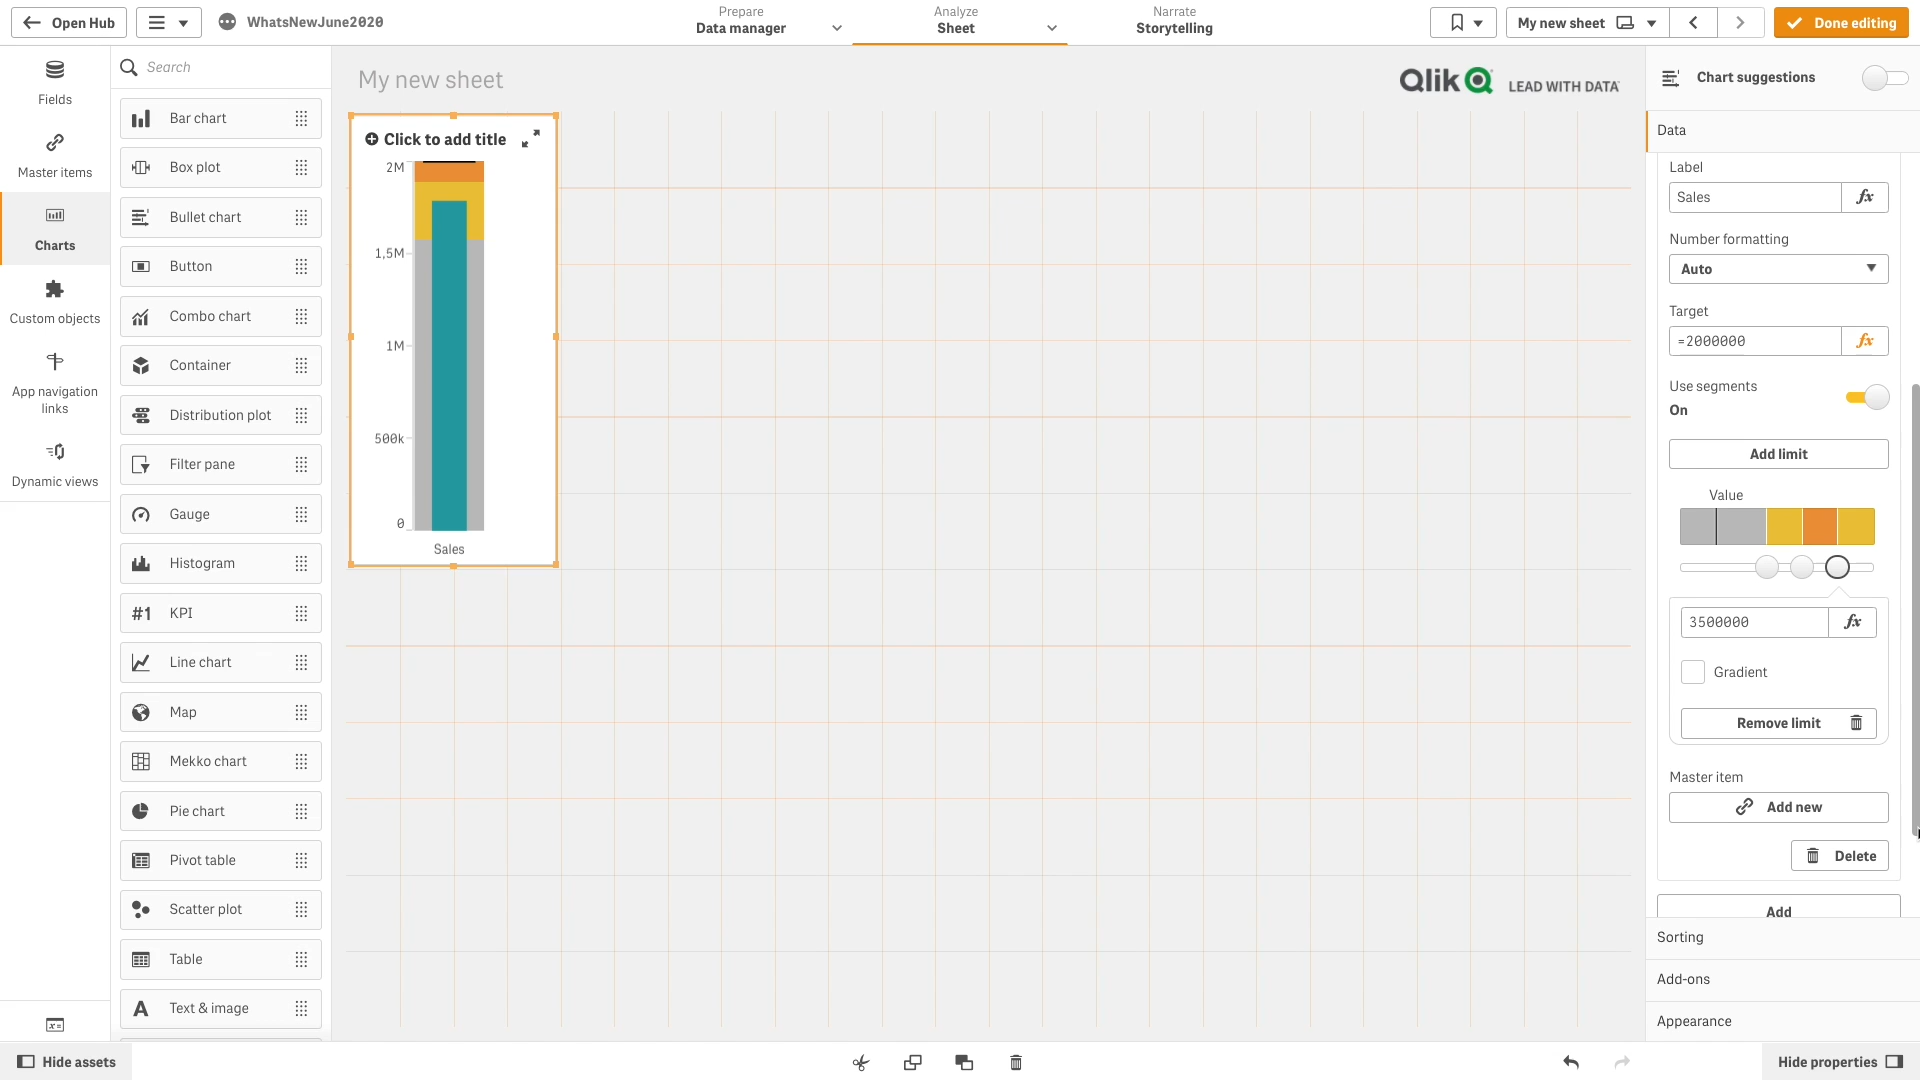 Open Hub
WhatsNewJune2020
Prepare
Data manager
Analyze
Sheet
Narrate
Storytelling
My new sheet
Done editing
Fields
Master items
Charts
Custom objects
App navigation
links
Dynamic views
Search
Bar chart
Box plot
Bullet chart
Button
Combo chart
Container
Distribution plot
Filter pane
Gauge
Histogram
#1 KPI
Line chart
Map
Mekko chart
Pie chart
Pivot table
Scatter plot
Table
A Text & image
My new sheet
Qlik LEAD WITH DATA
Click to add title
2M
1,5M
1M
500k
0
Sales
Chart suggestions
Data
Label
Sales
fx
Number formatting
Auto
Target
=2000000
fx
Use segments
On
Add limit
Value
3500000
fx
Gradient
Remove limit
Master item
Add new
Delete
Add
Sorting
Add-ons
Appearance
x=
Hide assets
Hide properties